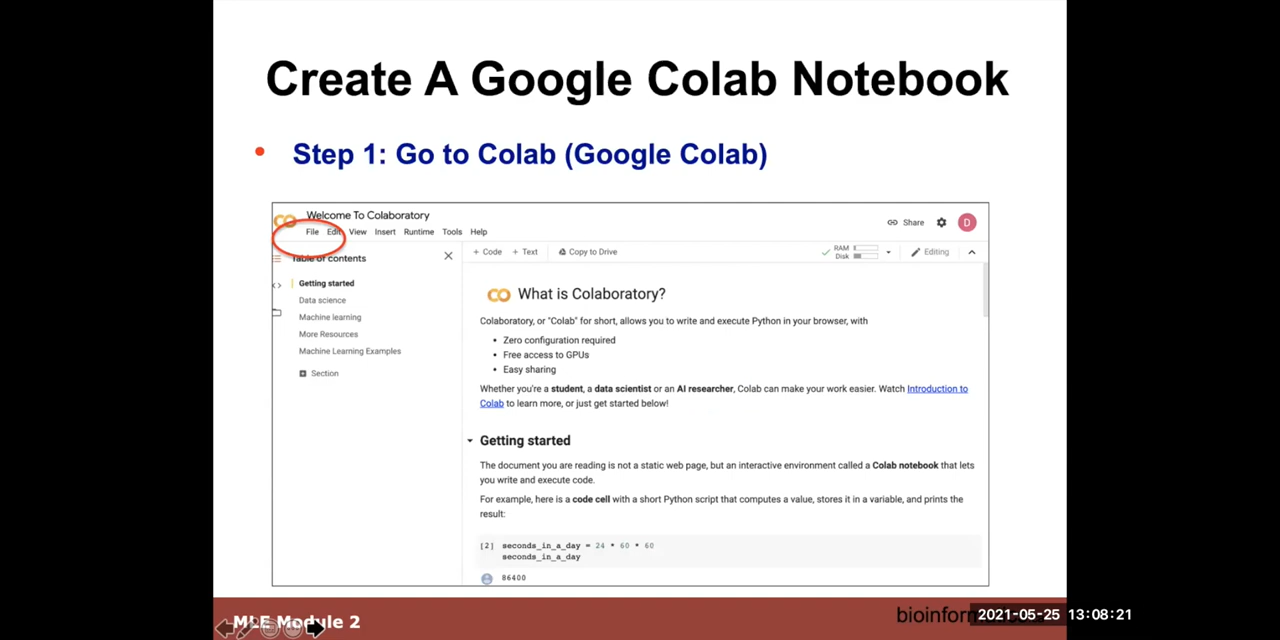 Create A Google Colab Notebook
• Step 1: Go to Colab (Google Colab)
Welcome To Colaboratory
File Edit View Insert Runtime Tools Help
Share
D
Table of contents
Getting started
Data science
Machine learning
More Resources
Machine Learning Examples
Section
+ Code + Text Copy to Drive
RAM
Disk
Editing
CO What is Colaboratory?
Colaboratory, or "Colab" for short, allows you to write and execute Python in your browser, with
• Zero configuration required
• Free access to GPUs
• Easy sharing
Whether you're a student, a data scientist or an AI researcher, Colab can make your work easier. Watch Introduction to
Colab to learn more, or just get started below!
Getting started
The document you are reading is not a static web page, but an interactive environment called a Colab notebook that lets
you write and execute code.
For example, here is a code cell with a short Python script that computes a value, stores it in a variable, and prints the
result:
[2] seconds_in_a_day = 24 * 60 * 60
seconds_in_a_day
86400
MLE Module 2
2021-05-25 13:08:21